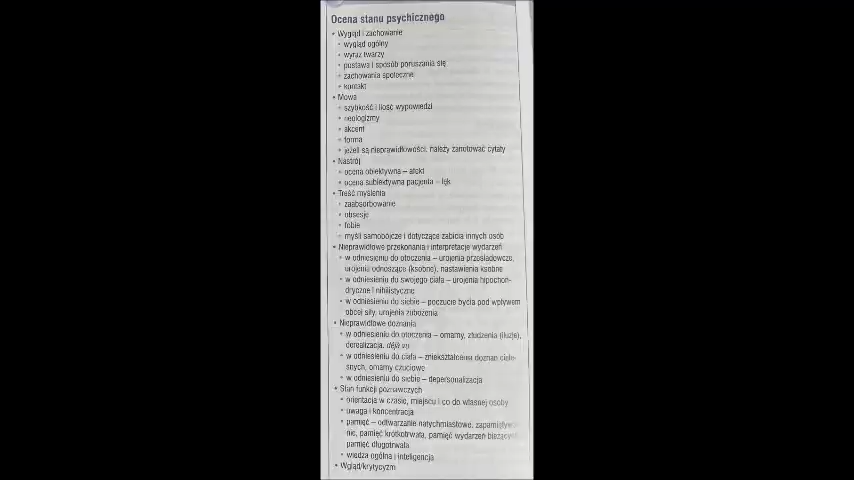 Ocena stanu psychicznego
• Wygląd i zachowanie
• wygląd ogólny
• wyraz twarzy
• postawa i sposób poruszania się
• zachowania społeczne
• kontakt
• Mowa
• szybkość i ilość wypowiedzi
• neologizmy
• akcent
• forma
• jeżeli są nieprawidłowości, należy zanotować cytaty
• Nastrój
• ocena obiektywna – afekt
• ocena subiektywna pacjenta – lęk
• Treść myślenia
• zaabsorbowanie
• obsesje
• fobie
• myśli samobójcze i dotyczące zabicia innych osób
• Nieprawidłowe przekonania i interpretacje wydarzeń
• w odniesieniu do otoczenia – urojenia prześladowcze,
urojenia odnoszące (ksobne), nastawienia ksobne
• w odniesieniu do swojego ciała – urojenia hipochon-
dryczne i nihilistyczne
• w odniesieniu do siebie – poczucie bycia pod wpływem
obcej siły, urojenia zubożenia
• Nieprawidłowe doznania
• w odniesieniu do otoczenia – omamy, złudzenia (iluzje),
derealizacja, déjà vu
• w odniesieniu do ciała – zniekształcenia doznań ciele-
snych, omamy czuciowe
• w odniesieniu do siebie – depersonalizacja
• Stan funkcji poznawczych
• orientacja w czasie, miejscu i co do własnej osoby
• uwaga i koncentracja
• pamięć – odtwarzanie natychmiastowe, zapamiętywa-
nie, pamięć krótkotrwała, pamięć wydarzeń bieżących,
pamięć długotrwała
• wiedza ogólna i inteligencja
• Wgląd/krytycyzm